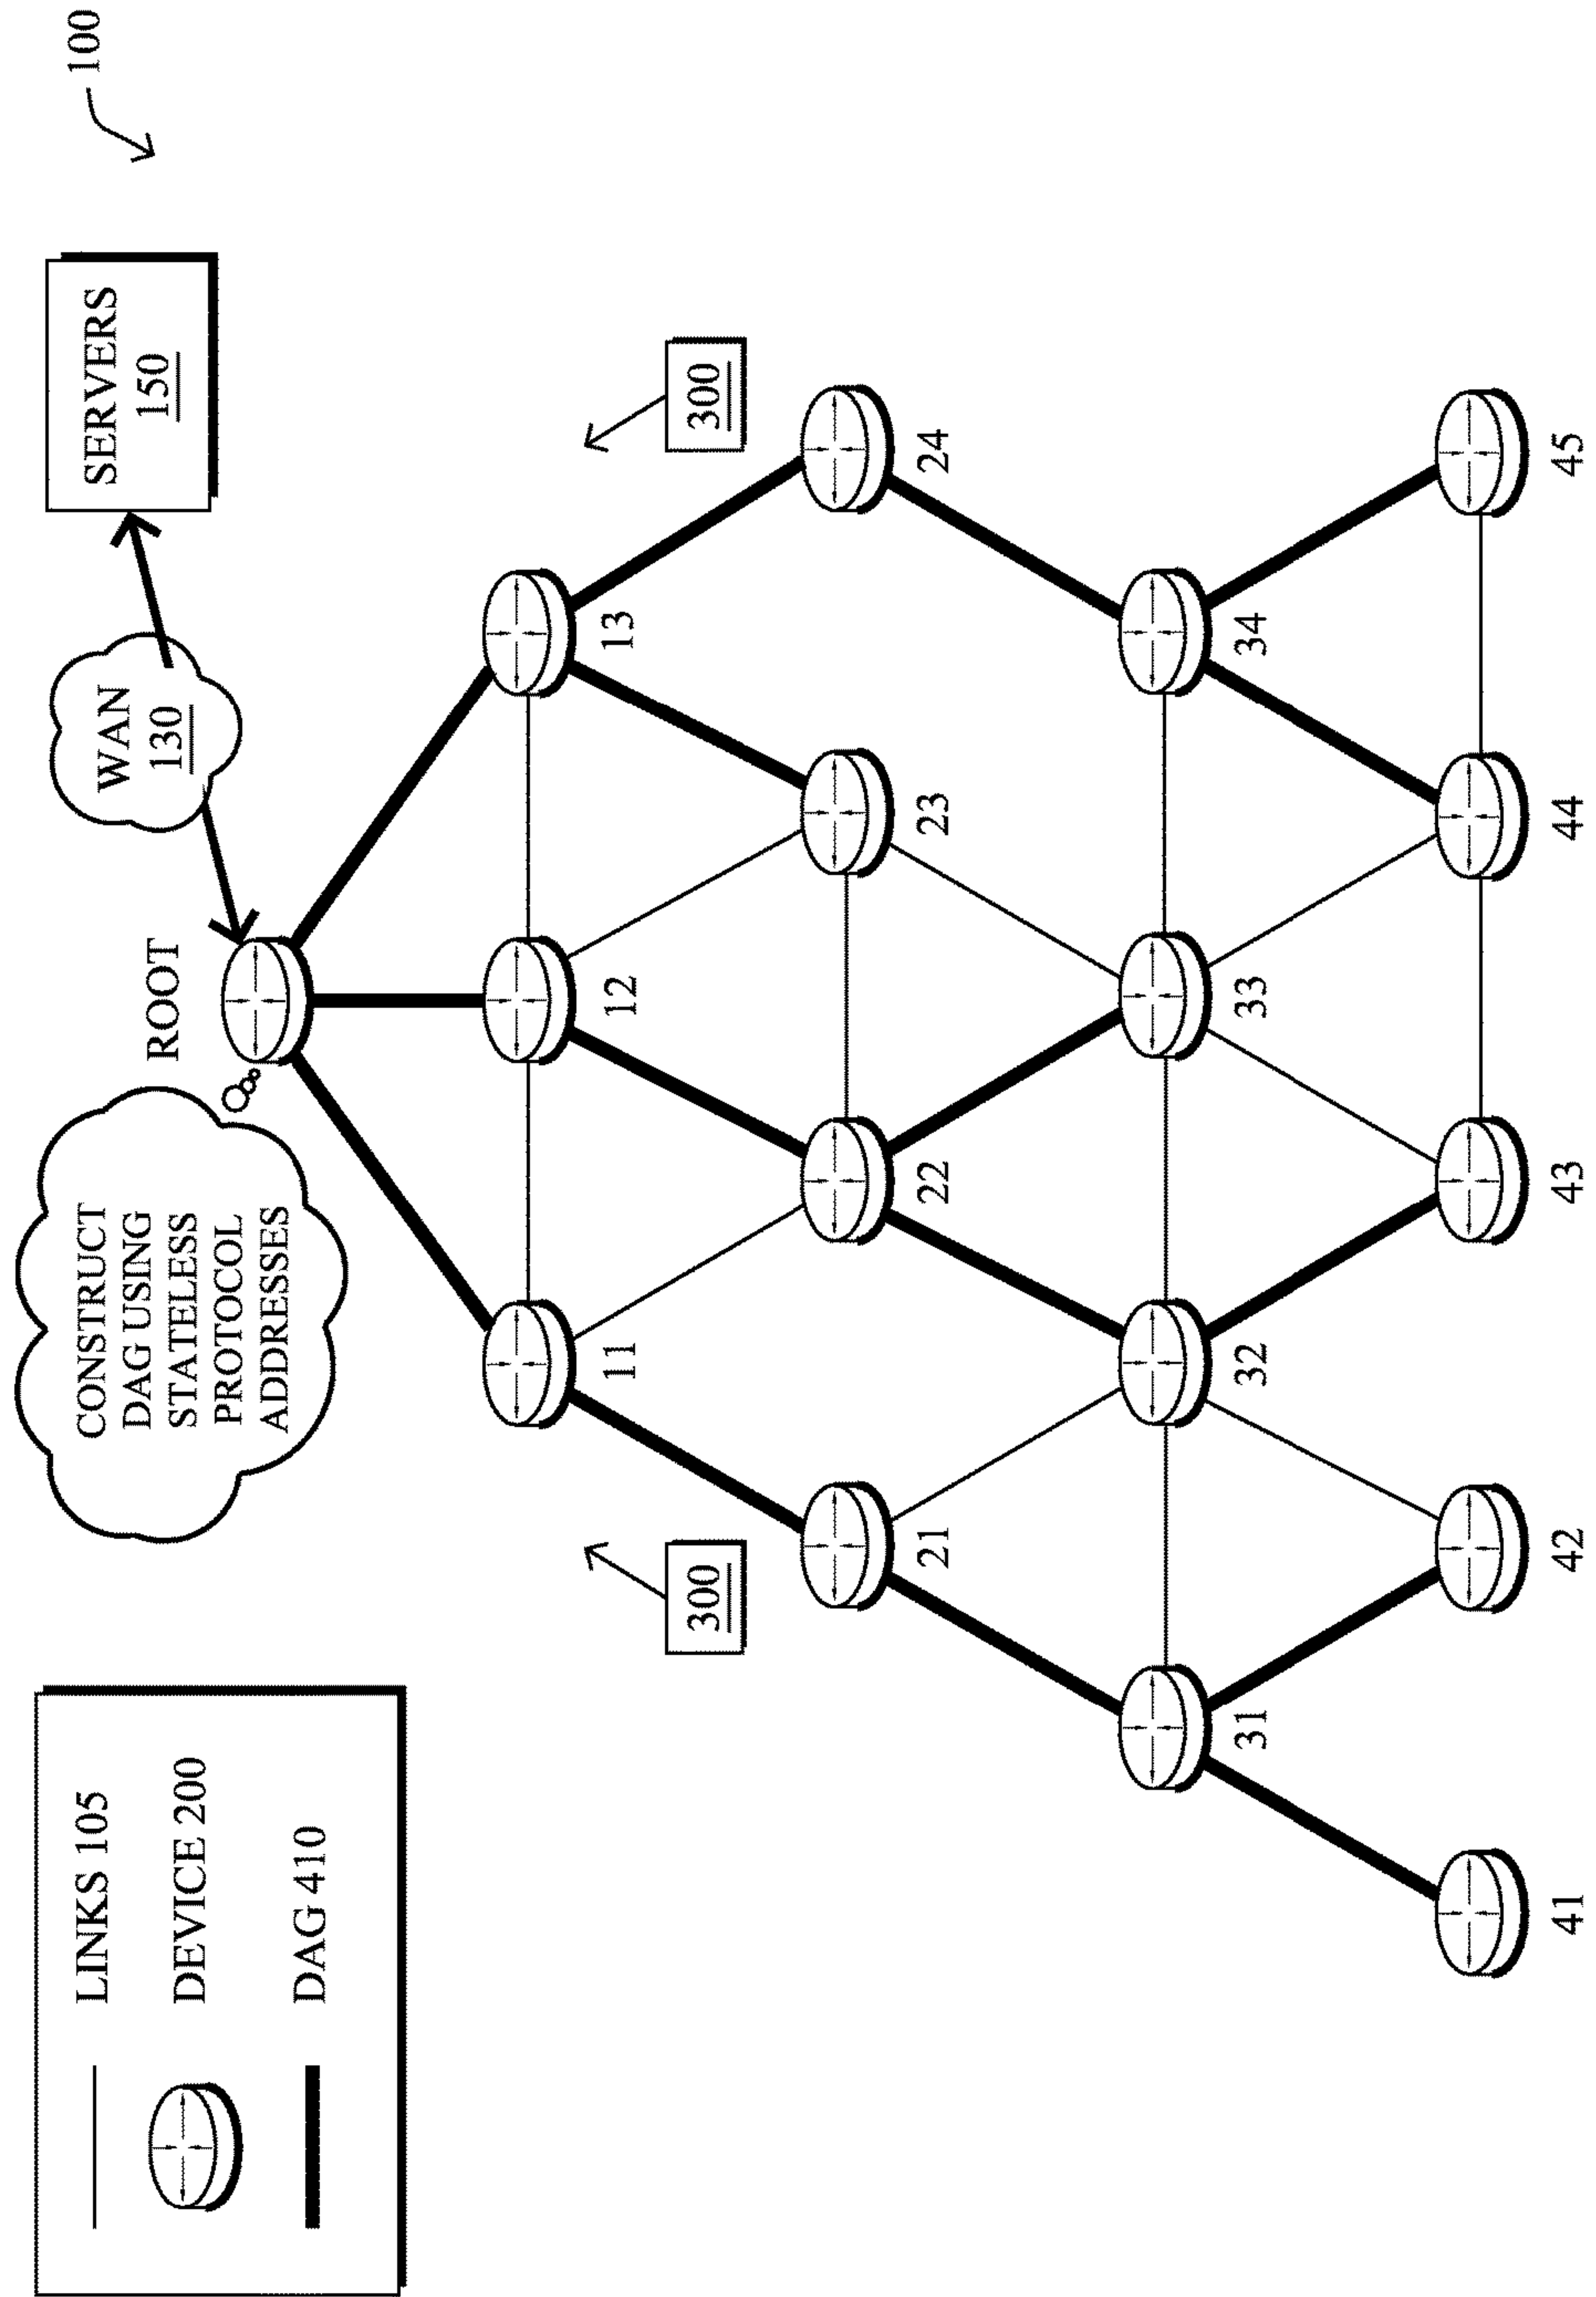 100
LINKS 105
DEVICE 200
DAG 410
CONSTRUCT
DAG USING
STATELESS
PROTOCOL
ADDRESSES
ROOT
WAN
130
SERVERS
150
11
12
13
300
300
21
22
23
24
31
32
33
34
41
42
43
44
45